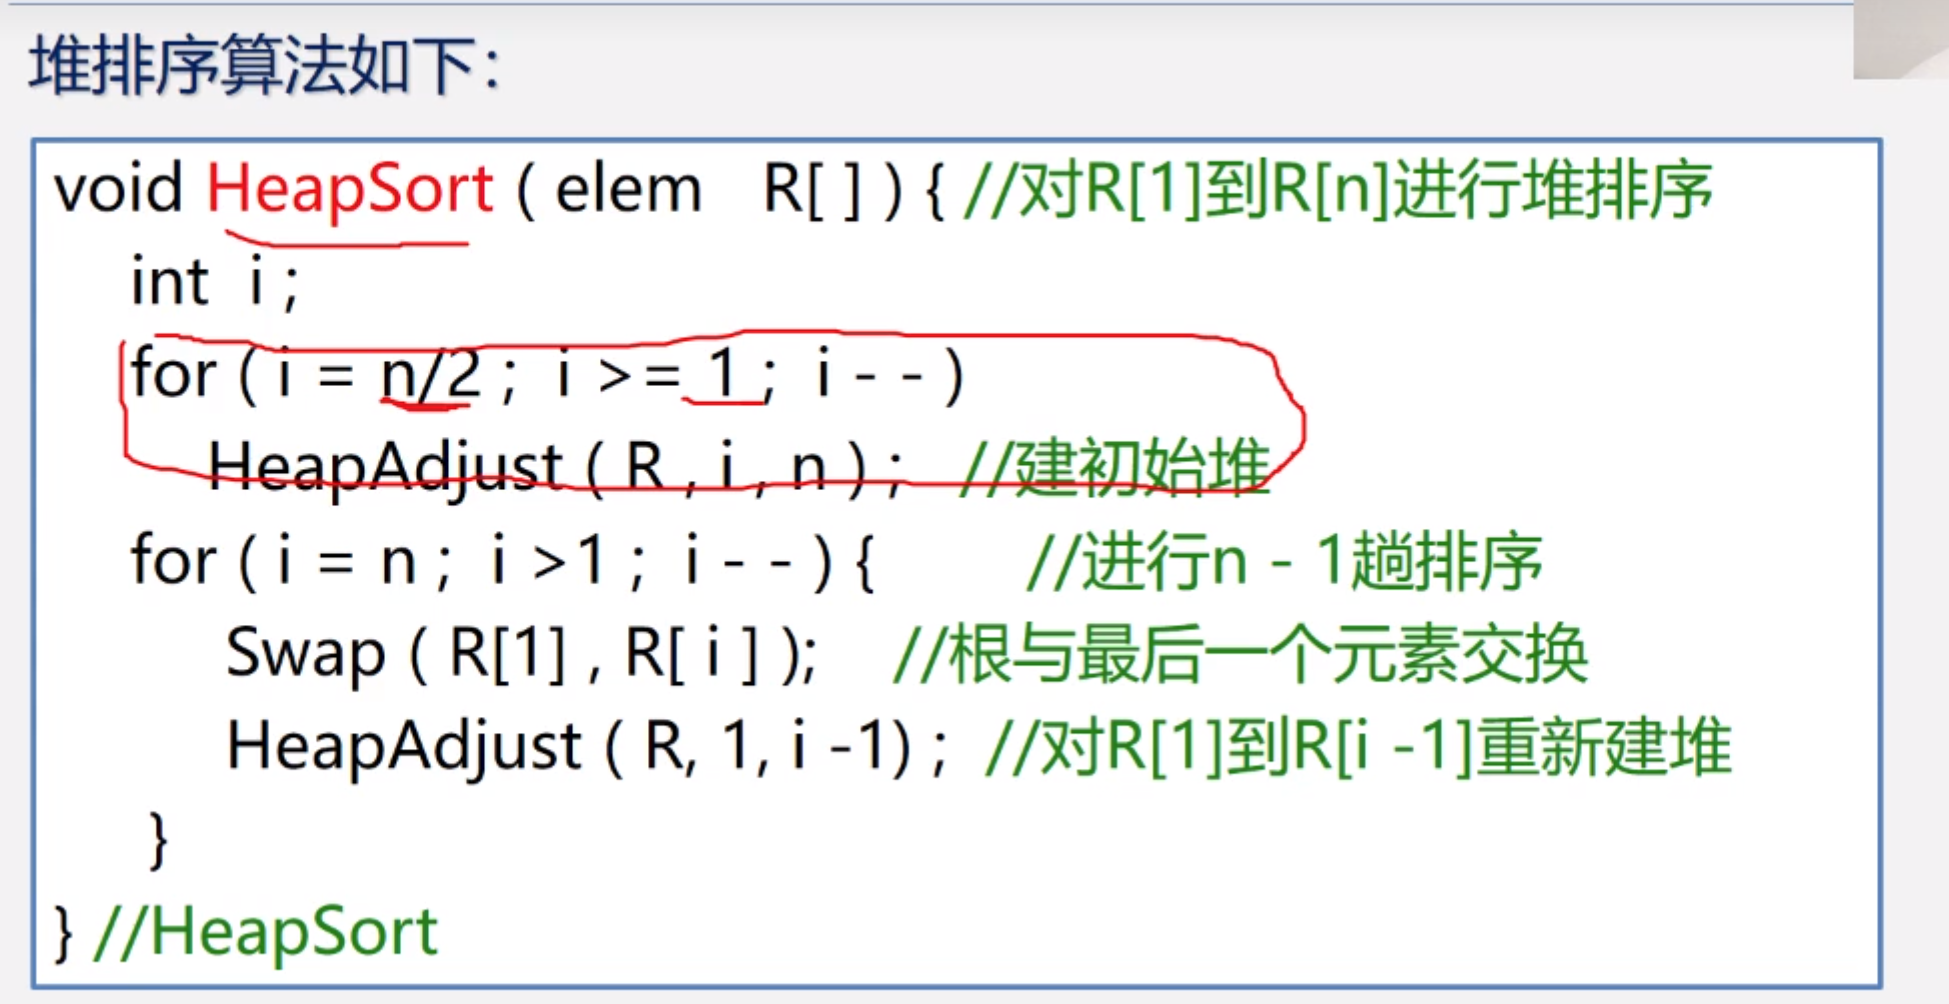 堆排序算法如下：
void HeapSort ( elem R[ ] ) { //对R[1]到R[n]进行堆排序
int i ;
for ( i = n/2 ; i >= 1 ; i - - )
HeapAdjust ( R , i , n ) ; //建初始堆
for ( i = n ; i >1 ; i - - ) { //进行n - 1趟排序
Swap ( R[1] , R[ i ] ); //根与最后一个元素交换
HeapAdjust ( R, 1, i -1) ; //对R[1]到R[i -1]重新建堆
}
} //HeapSort